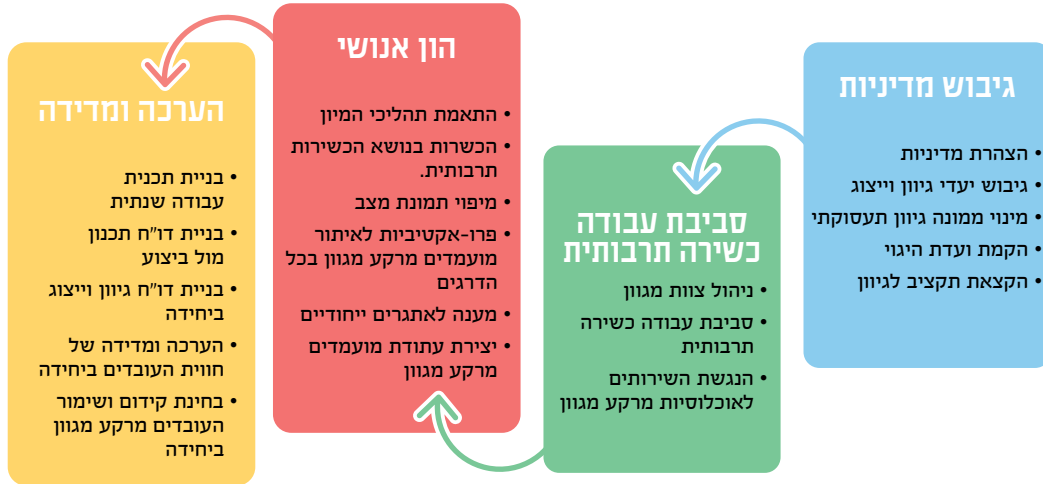 גיבוש מדיניות
• הצהרת מדיניות
• גיבוש יעדי גיוון וייצוג
• מינוי ממונה גיוון תעסוקתי
• הקמת ועדת היגוי
• הקצאת תקציב לגיוון
סביבת עבודה
כשירה תרבותית
• ניהול צוות מגוון
• סביבת עבודה כשירה
תרבותית
• הנגשת השירותים
לאוכלוסיות מרקע מגוון
הון אנושי
• התאמת תהליכי המיון
• הכשרות בנושא הכשירות
תרבותית.
• מיפוי תמונת מצב
• פרו-אקטיביות לאיתור
מועמדים מרקע מגוון בכל
הדרגים
• מענה לאתגרים ייחודיים
• יצירת עתודת מועמדים
מרקע מגוון
הערכה ומדידה
• בניית תכנית
עבודה שנתית
• בניית דו"ח תכנון
מול ביצוע
• בניית דו"ח גיוון וייצוג
ביחידה
• הערכה ומדידה של
חווית העובדים ביחידה
• בחינת קידום ושימור
העובדים מרקע מגוון
ביחידה